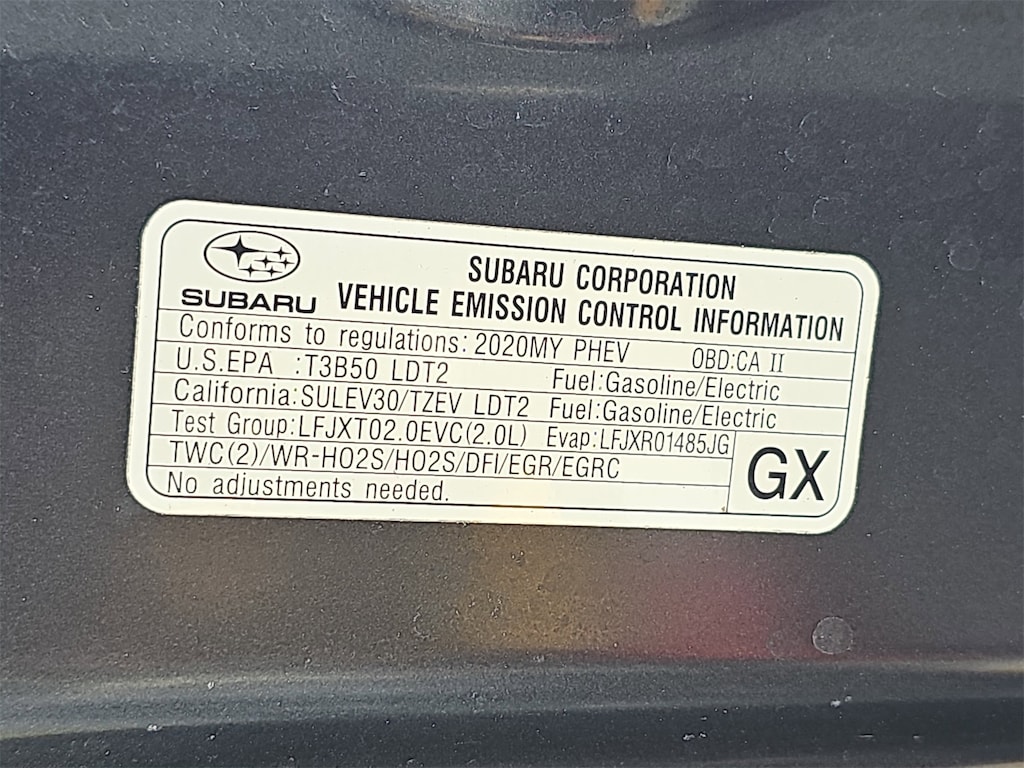 SUBARU
SUBARU CORPORATION
VEHICLE EMISSION CONTROL INFORMATION
Conforms to regulations: 2020MY PHEV OBD:CA II
U.S.EPA :T3B50 LDT2 Fuel:Gasoline/Electric
California:SULEV30/TZEV LDT2 Fuel:Gasoline/Electric
Test Group:LFJXT02.0EVC(2.0L) Evap:LFJXR01485JG
TWC(2)/WR-HO2S/HO2S/DFI/EGR/EGRC
No adjustments needed.
GX